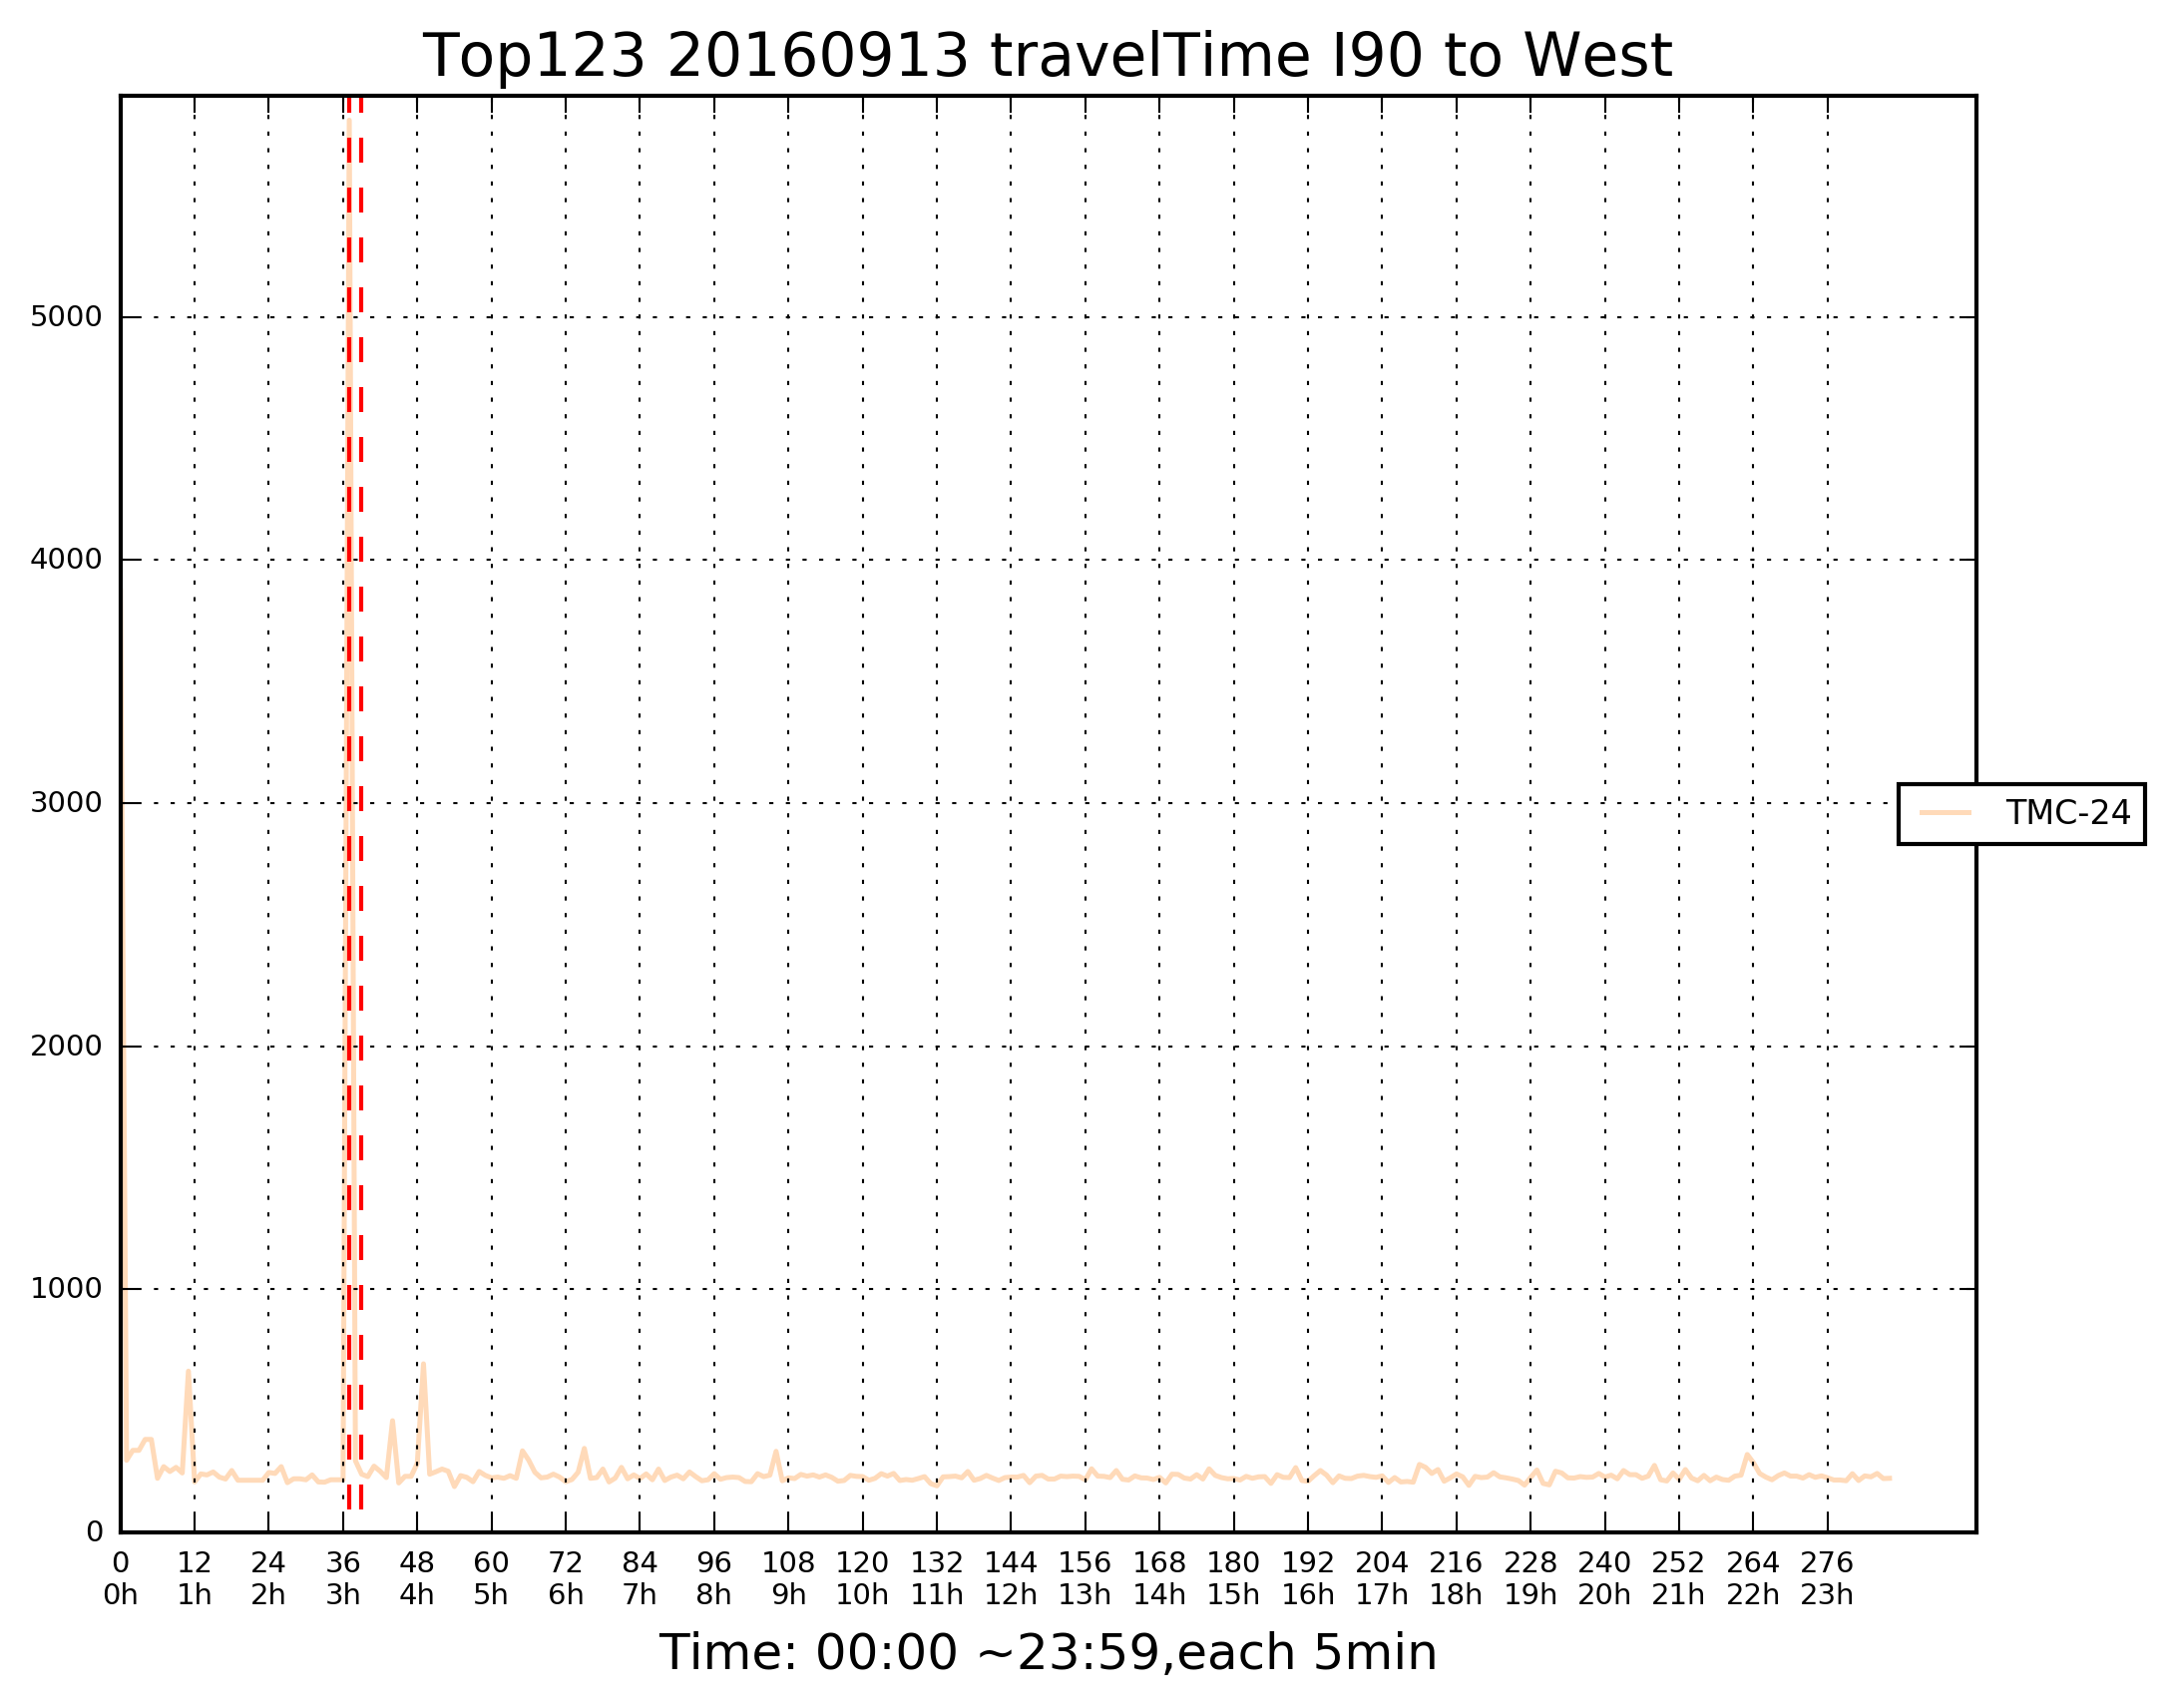 Top123 20160913 travelTime I90 to West
5000
4000
3000
2000
1000
0
TMC-24
0 12 24 36 48 60 72 84 96 108 120 132 144 156 168 180 192 204 216 228 240 252 264 276
0h 1h 2h 3h 4h 5h 6h 7h 8h 9h 10h 11h 12h 13h 14h 15h 16h 17h 18h 19h 20h 21h 22h 23h
Time: 00:00 ~23:59,each 5min